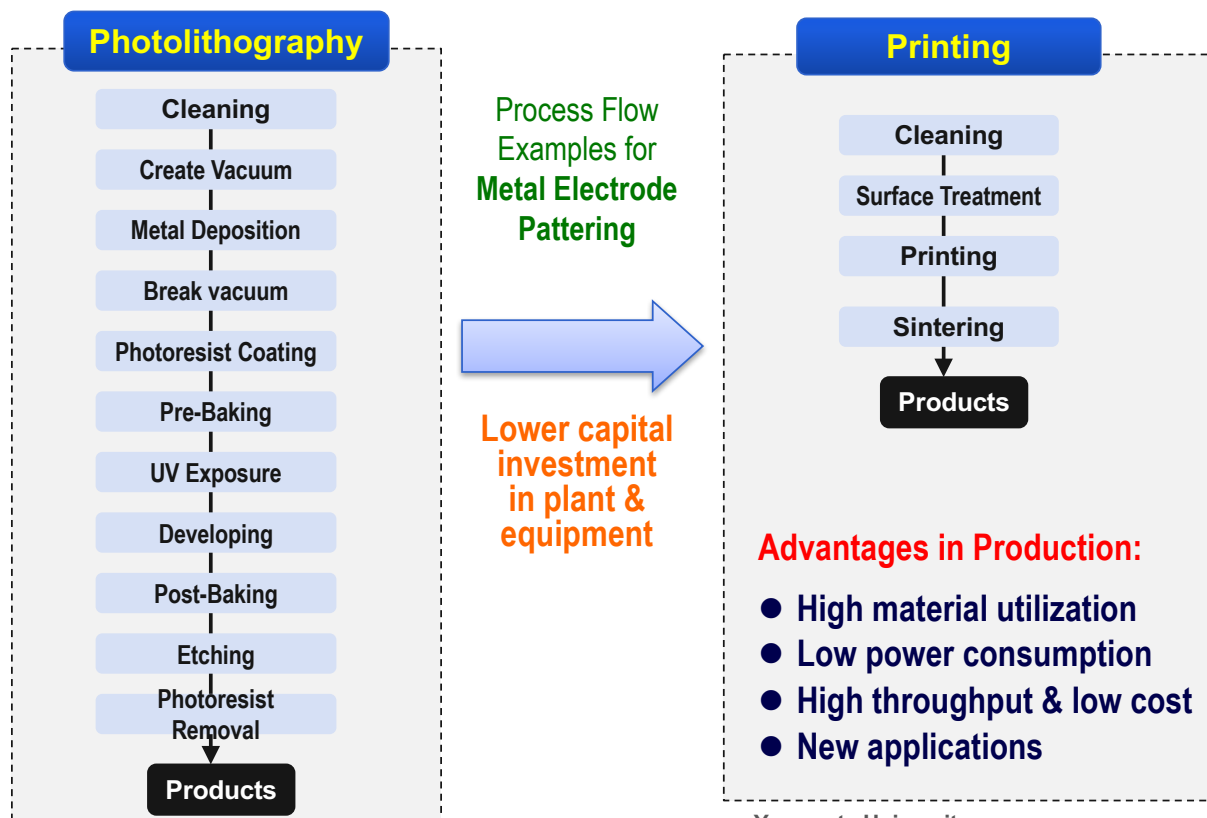 Photolithography
Cleaning
Create Vacuum
Metal Deposition
Break vacuum
Photoresist Coating
Pre-Baking
UV Exposure
Developing
Post-Baking
Etching
Photoresist
Removal
Products
Process Flow
Examples for
Metal Electrode
Pattering
Lower capital
investment
in plant &
equipment
Printing
Cleaning
Surface Treatment
Printing
Sintering
Products
Advantages in Production:
● High material utilization
● Low power consumption
● High throughput & low cost
● New applications